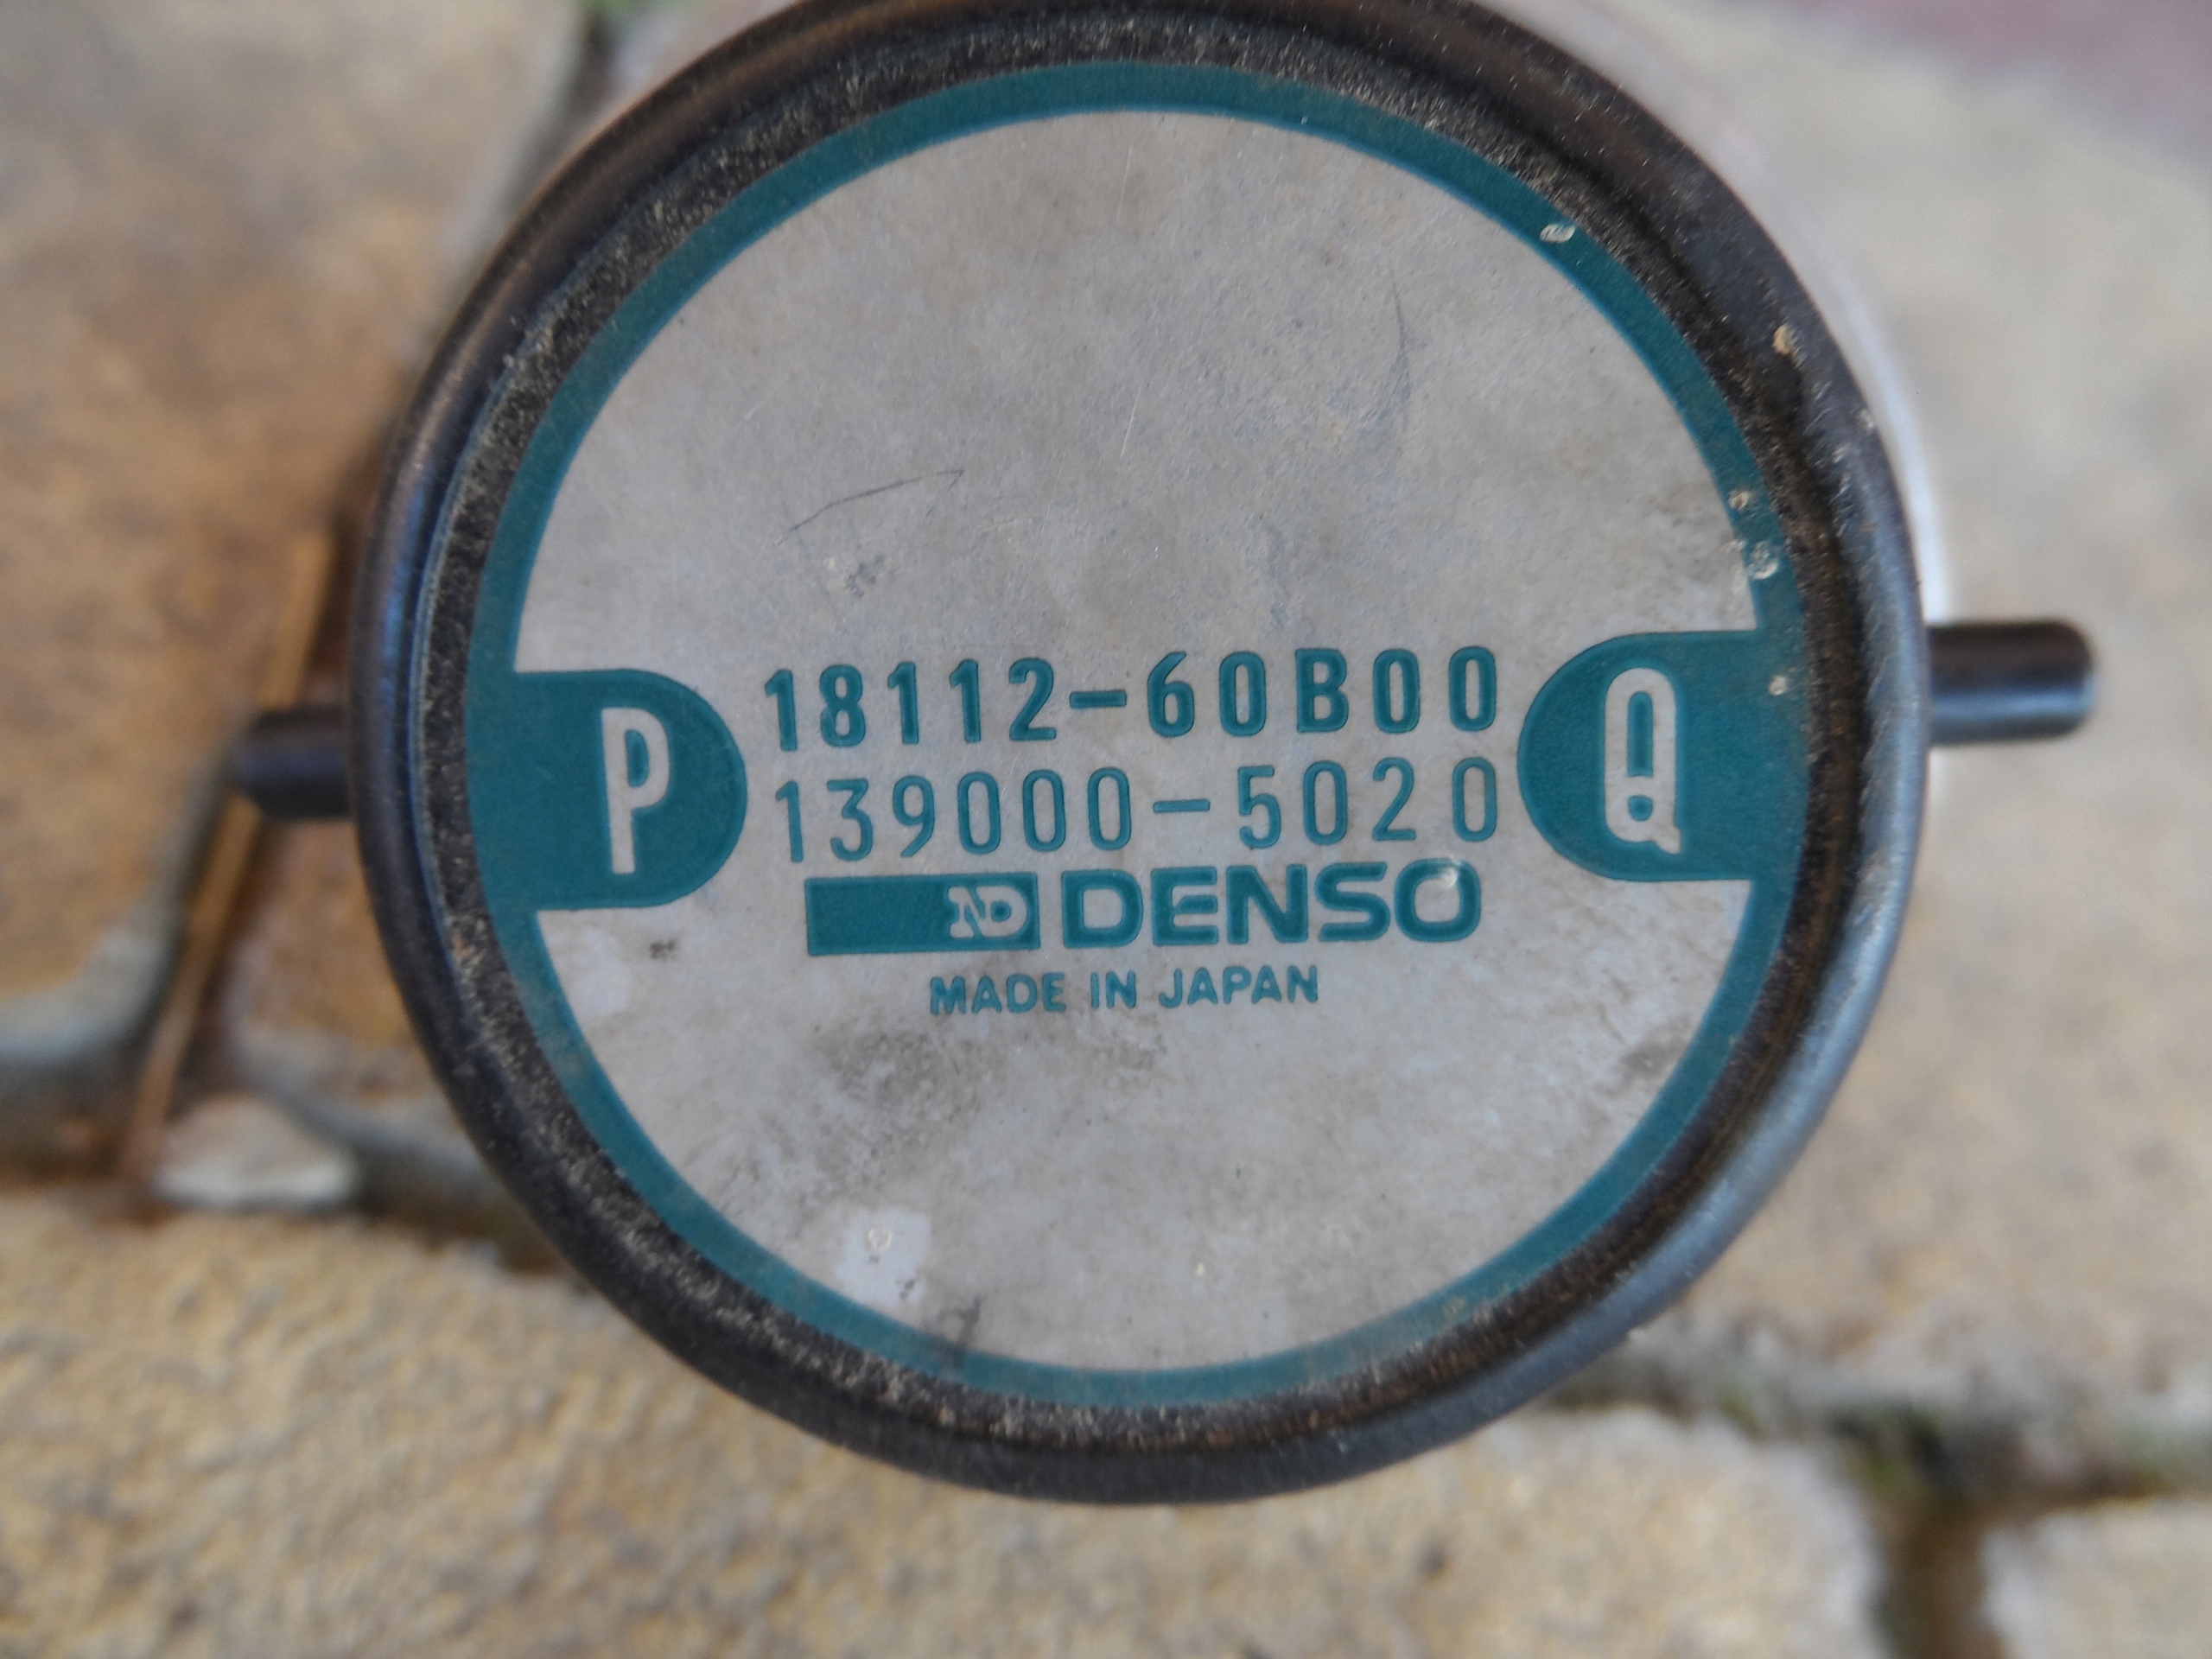 18112-60B00
P
Q
139000-5020
ND DENSO
MADE IN JAPAN